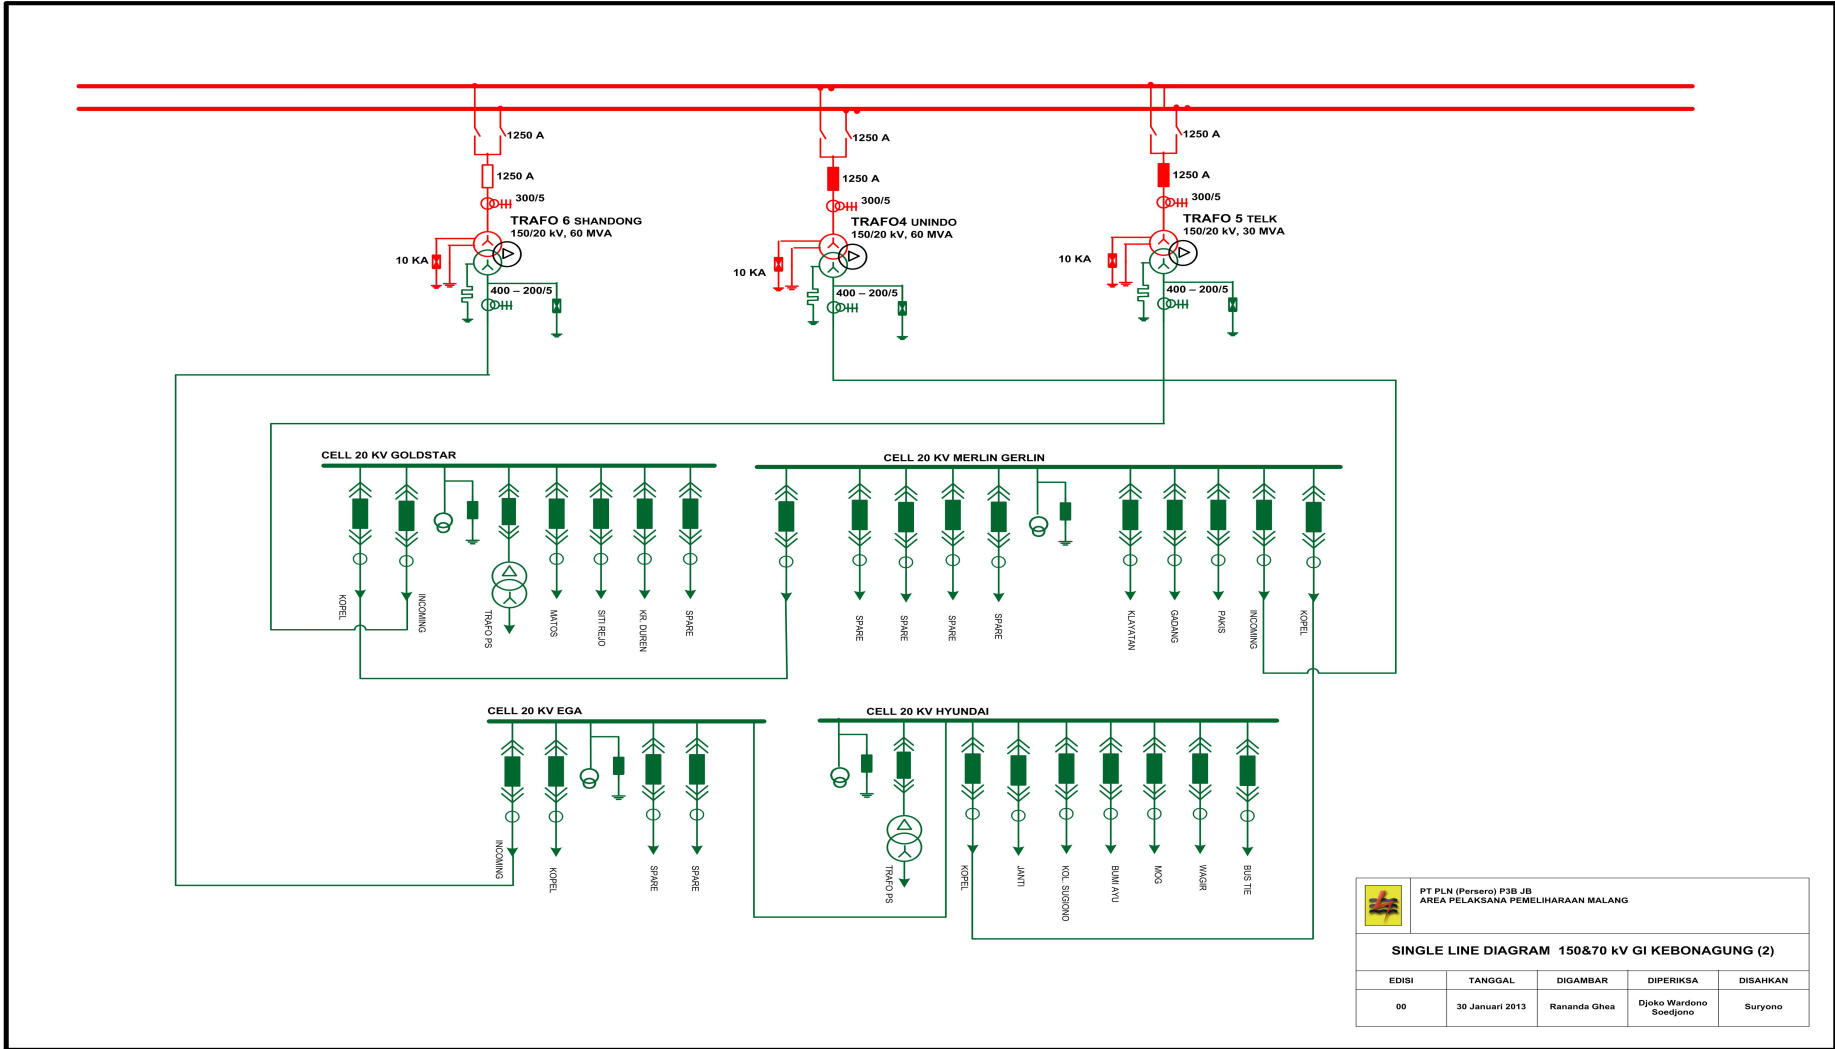 1250 A
1250 A
1250 A
1250 A
1250 A
1250 A
300/5
300/5
300/5
TRAFO 6 SHANDONG
150/20 kV, 60 MVA
TRAFO4 UNINDO
150/20 kV, 60 MVA
TRAFO 5 TELK
150/20 kV, 30 MVA
10 KA
10 KA
10 KA
400 – 200/5
400 – 200/5
400 – 200/5
CELL 20 KV GOLDSTAR
KOPEL
INCOMING
TRAFO PS
MATOS
SITI REJO
KR. DUREN
SPARE
CELL 20 KV MERLIN GERLIN
SPARE
SPARE
SPARE
SPARE
KLAYATAN
GADANG
PAKIS
INCOMING
KOPEL
CELL 20 KV EGA
INCOMING
KOPEL
SPARE
SPARE
CELL 20 KV HYUNDAI
TRAFO PS
KOPEL
JANTI
KOL. SUGIONO
BUMI AYU
MOG
WAGIR
BUS TIE
PT PLN (Persero) P3B JB
AREA PELAKSANA PEMELIHARAAN MALANG
SINGLE LINE DIAGRAM 150&70 kV GI KEBONAGUNG (2)
EDISI TANGGAL DIGAMBAR DIPERIKSA DISAHKAN
00 30 Januari 2013 Rananda Ghea Djoko Wardono Soedjono Suryono